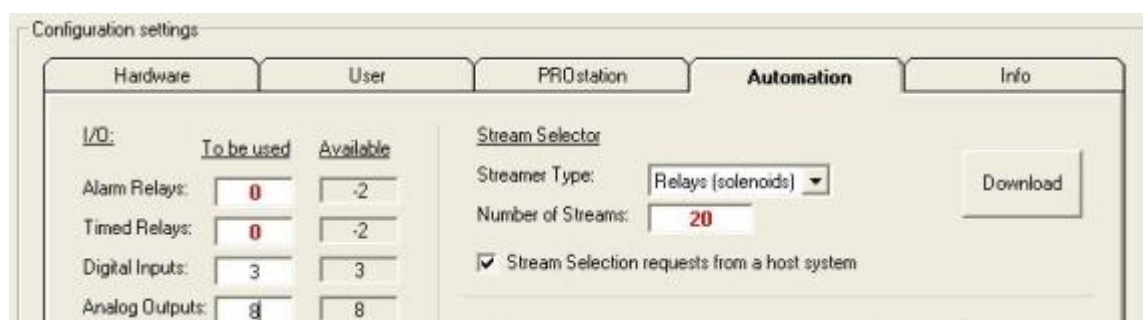 Configuration settings
Hardware User PROstation Automation Info
I/O: To be used Available
Alarm Relays: 0 -2
Timed Relays: 0 -2
Digital Inputs: 3 3
Analog Outputs: 8 8
Stream Selector
Streamer Type: Relays (solenoids)
Number of Streams: 20
Stream Selection requests from a host system
Download